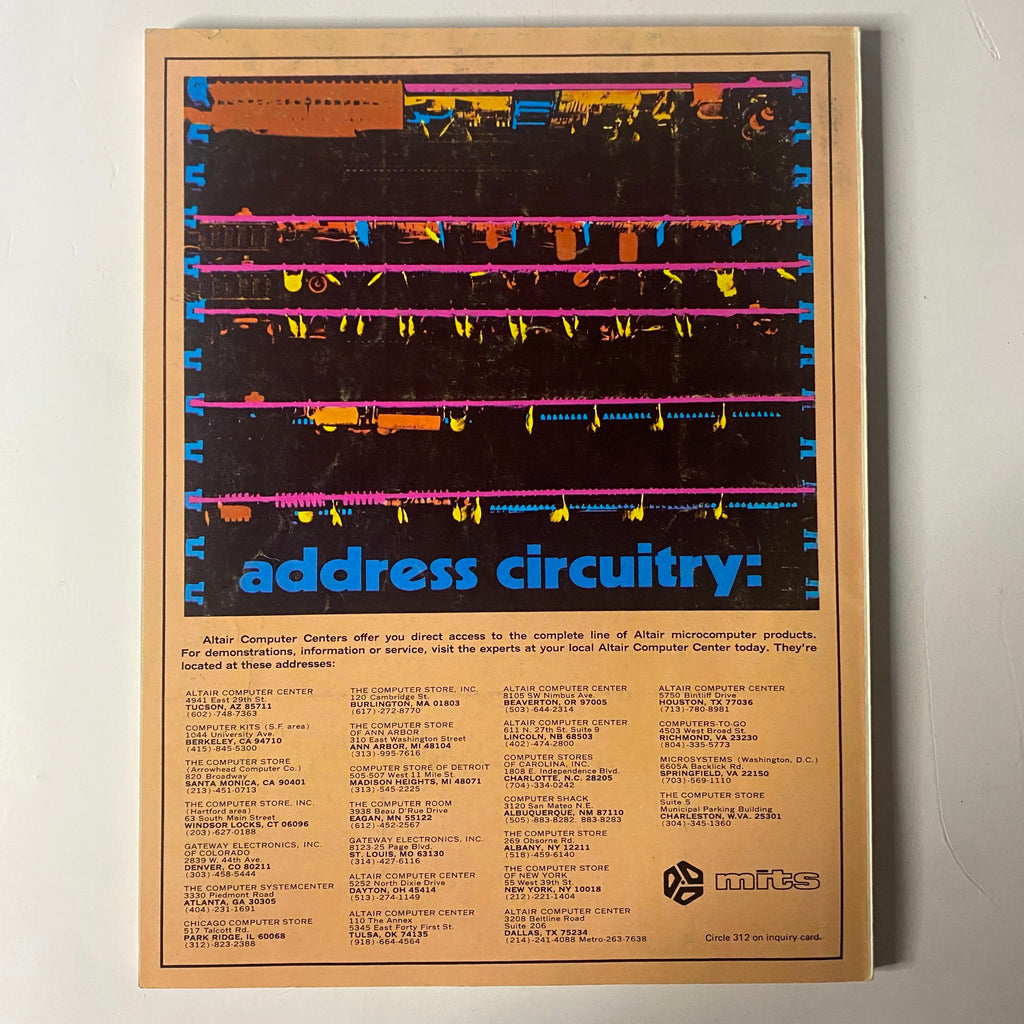 address circuitry:
Altair Computer Centers offer you direct access to the complete line of Altair microcomputer products.
For demonstrations, information or service, visit the experts at your local Altair Computer Center today. They're
located at these addresses:
ALTAIR COMPUTER CENTER
4941 East 29th St.
TUCSON, AZ 85711
(602)-748-7363
COMPUTER KITS (S.F. area)
1044 University Ave.
BERKELEY, CA 94710
(415)-845-5300
THE COMPUTER STORE
(Arrowhead Computer Co.)
820 Broadway
SANTA MONICA, CA 90401
(213)-451-0713
THE COMPUTER STORE, INC.
(Hartford area)
63 South Main Street
WINDSOR LOCKS, CT 06096
(203)-627-0188
GATEWAY ELECTRONICS, INC.
OF COLORADO
2839 W. 44th Ave.
DENVER, CO 80211
(303)-458-5444
THE COMPUTER SYSTEMCENTER
3330 Piedmont Road
ATLANTA, GA 30305
(404)-231-1691
CHICAGO COMPUTER STORE
517 Talcott Rd.
PARK RIDGE, IL 60068
(312)-823-2388
THE COMPUTER STORE, INC.
120 Cambridge St.
BURLINGTON, MA 01803
(617)-272-8770
THE COMPUTER STORE
OF ANN ARBOR
310 East Washington Street
ANN ARBOR, MI 48104
(313)-995-7616
COMPUTER STORE OF DETROIT
505-507 West 11 Mile St.
MADISON HEIGHTS, MI 48071
(313)-545-2225
THE COMPUTER ROOM
3938 Beau D'Rue Drive
EAGAN, MN 55122
(612)-452-2567
GATEWAY ELECTRONICS, INC.
8123-25 Page Blvd.
ST. LOUIS, MO 63130
(314)-427-6116
ALTAIR COMPUTER CENTER
5252 North Dixie Drive
DAYTON, OH 45414
(513)-274-1149
ALTAIR COMPUTER CENTER
110 The Annex
5345 East Forty First St.
TULSA, OK 74135
(918)-664-4564
ALTAIR COMPUTER CENTER
8105 SW Nimbus Ave.
BEAVERTON, OR 97005
(503)-644-2314
ALTAIR COMPUTER CENTER
611 N. 27th St. Suite 9
LINCOLN, NB 68503
(402)-474-2800
COMPUTER STORES
OF CAROLINA, INC.
1808 E. Independence Blvd.
CHARLOTTE, N.C. 28205
(704)-334-0242
COMPUTER SHACK
3120 San Mateo N.E.
ALBUQUERQUE, NM 87110
(505)-883-8282, 883-8283
THE COMPUTER STORE
269 Obsorne Rd.
ALBANY, NY 12211
(518)-459-6140
THE COMPUTER STORE
OF NEW YORK
55 West 39th St.
NEW YORK, NY 10018
(212)-221-1404
ALTAIR COMPUTER CENTER
3208 Beltline Road
Suite 206
DALLAS, TX 75234
(214)-241-4088 Metro-263-7638
ALTAIR COMPUTER CENTER
5750 Bintliff Drive
HOUSTON, TX 77036
(713)-780-8981
COMPUTERS-TO-GO
4503 West Broad St.
RICHMOND, VA 23230
(804)-335-5773
MICROSYSTEMS (Washington, D.C.)
6605A Backlick Rd.
SPRINGFIELD, VA 22150
(703)-569-1110
THE COMPUTER STORE
Suite 5
Municipal Parking Building
CHARLESTON, W.VA. 25301
(304)-345-1360
mits
Circle 312 on inquiry card.